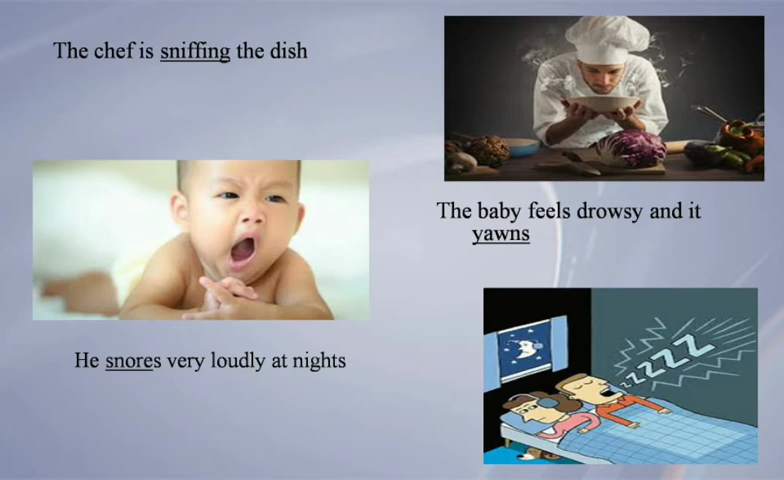 The chef is sniffing the dish
The baby feels drowsy and it
yawns
He snores very loudly at nights
zzzZZZ